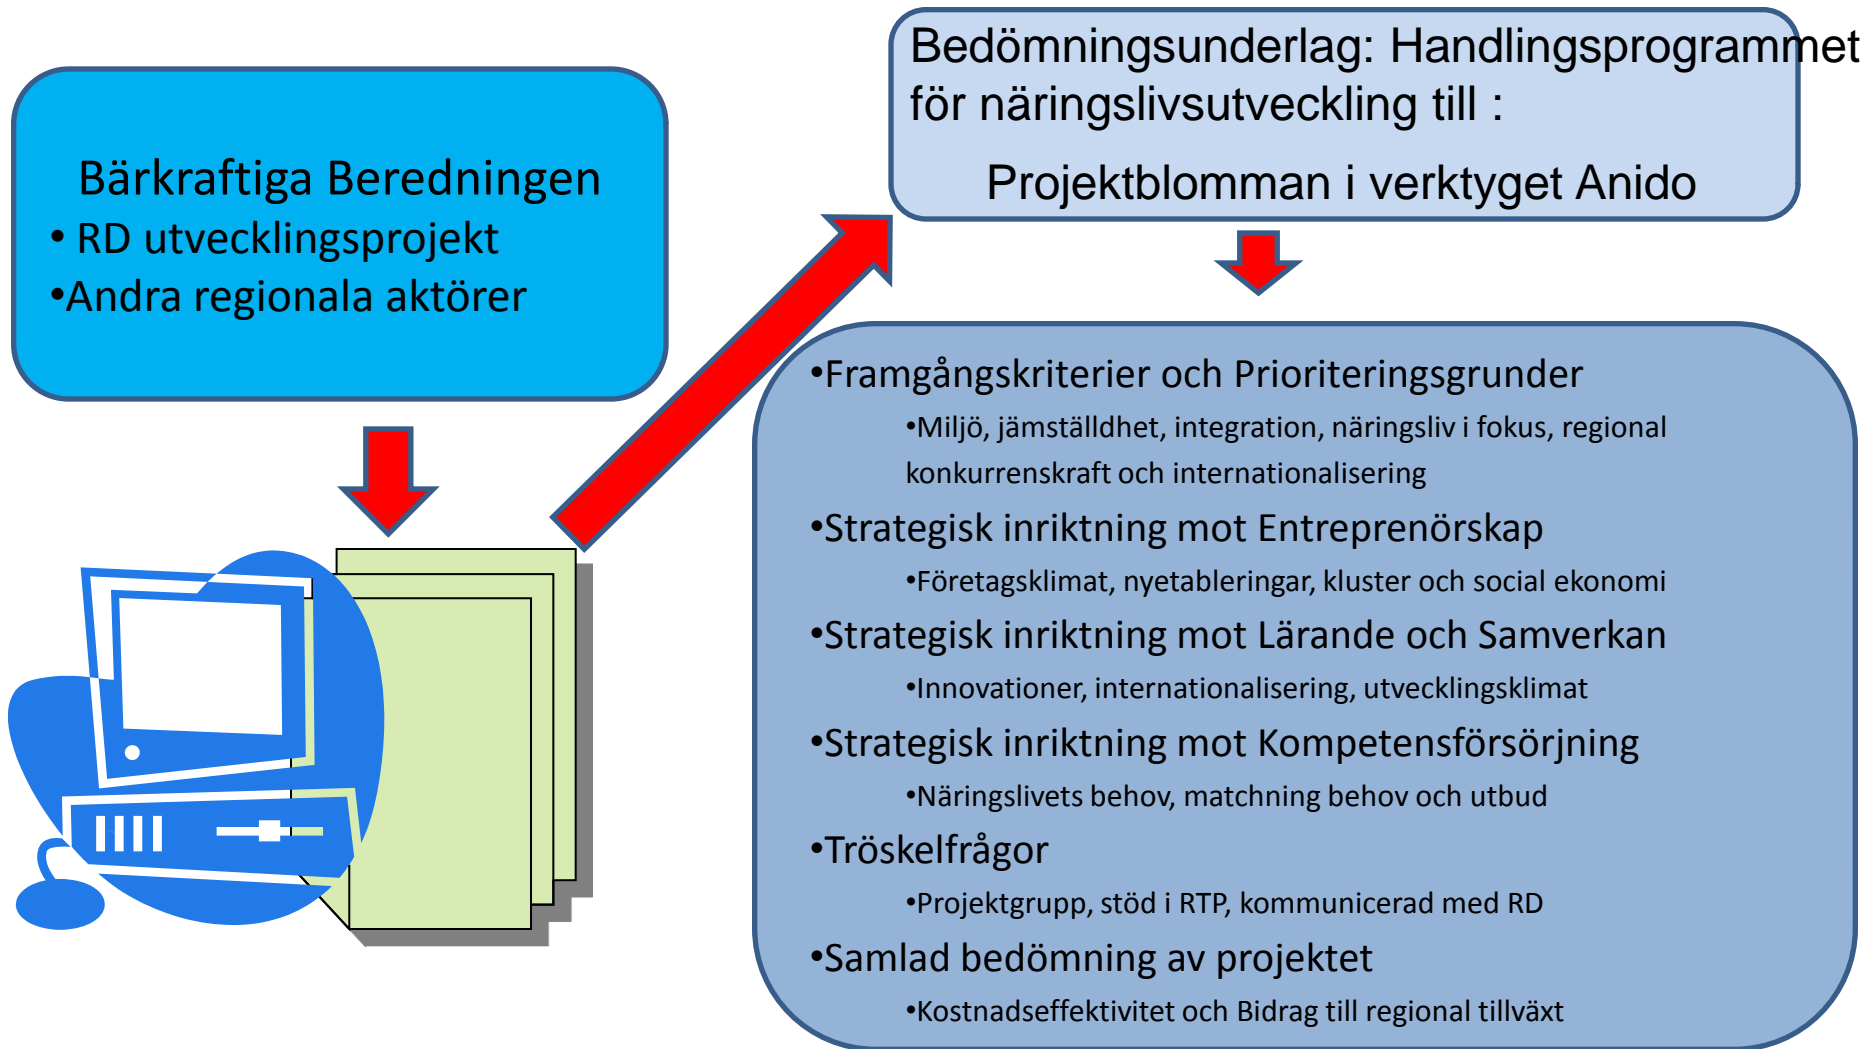 Bärkraftiga Beredningen
• RD utvecklingsprojekt
•Andra regionala aktörer
Bedömningsunderlag: Handlingsprogrammet
för näringslivsutveckling till :
Projektblomman i verktyget Anido
•Framgångskriterier och Prioriteringsgrunder
•Miljö, jämställdhet, integration, näringsliv i fokus, regional
konkurrenskraft och internationalisering
•Strategisk inriktning mot Entreprenörskap
•Företagsklimat, nyetableringar, kluster och social ekonomi
•Strategisk inriktning mot Lärande och Samverkan
•Innovationer, internationalisering, utvecklingsklimat
•Strategisk inriktning mot Kompetensförsörjning
•Näringslivets behov, matchning behov och utbud
•Tröskelfrågor
•Projektgrupp, stöd i RTP, kommunicerad med RD
•Samlad bedömning av projektet
•Kostnadseffektivitet och Bidrag till regional tillväxt